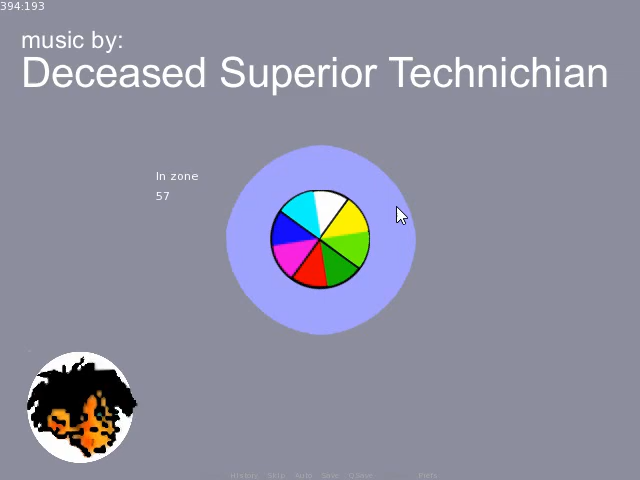 394:193
music by:
Deceased Superior Technichian
In zone
57
History Skip Auto Save Q.Save Prefs